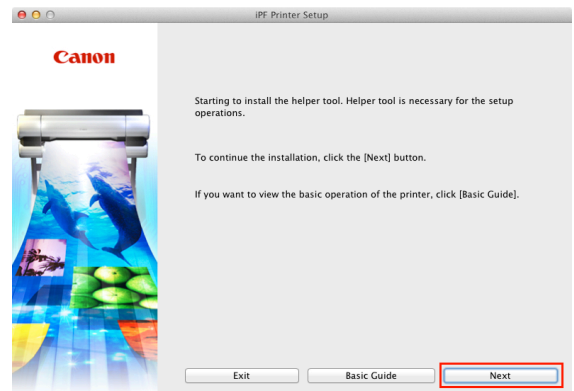 iPF Printer Setup
Canon
Starting to install the helper tool. Helper tool is necessary for the setup
operations.
To continue the installation, click the [Next] button.
If you want to view the basic operation of the printer, click [Basic Guide].
Exit
Basic Guide
Next